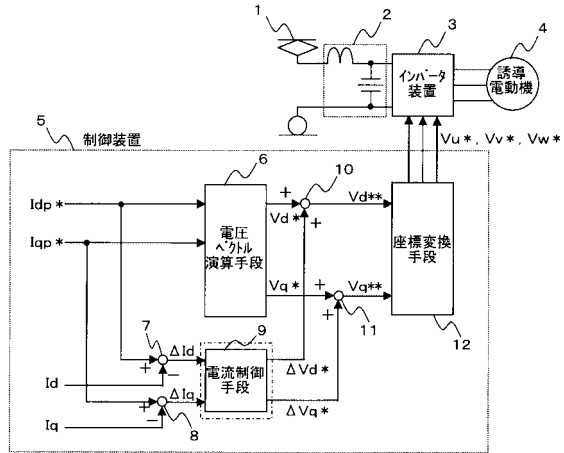 1
2
3
4
インバータ
装置
誘導
電動機
5
制御装置
Vu*, Vv*, Vw*
6
10
Idp*
+
Vd*
Vd**
+
電圧
ベクトル
演算手段
座標変換
手段
Iqp*
Vq*
+
Vq**
+
11
12
7
ΔId
9
Id
+
−
電流制御
手段
ΔVd*
ΔIq
+
−
8
Iq
ΔVq*